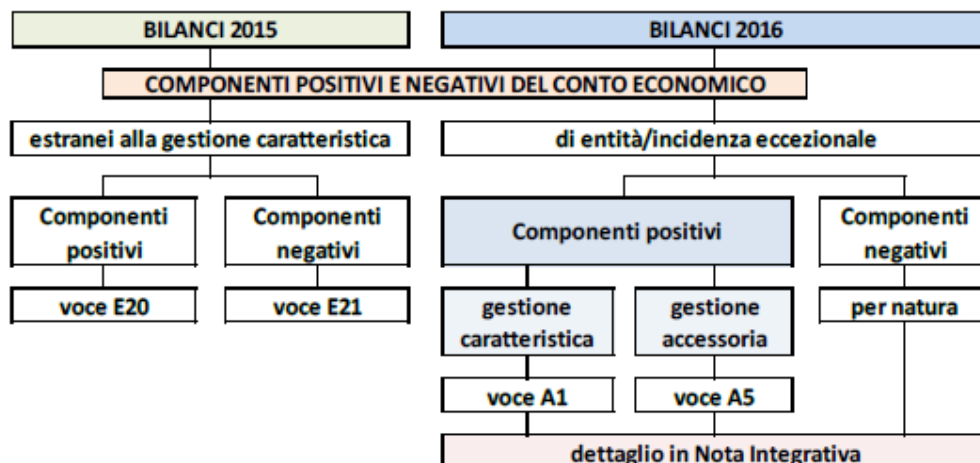 BILANCI 2015
BILANCI 2016
COMPONENTI POSITIVI E NEGATIVI DEL CONTO ECONOMICO
estranei alla gestione caratteristica
di entità/incidenza eccezionale
Componenti
positivi
Componenti
negativi
Componenti positivi
Componenti
negativi
voce E20
voce E21
gestione
caratteristica
gestione
accessoria
per natura
voce A1
voce A5
dettaglio in Nota Integrativa